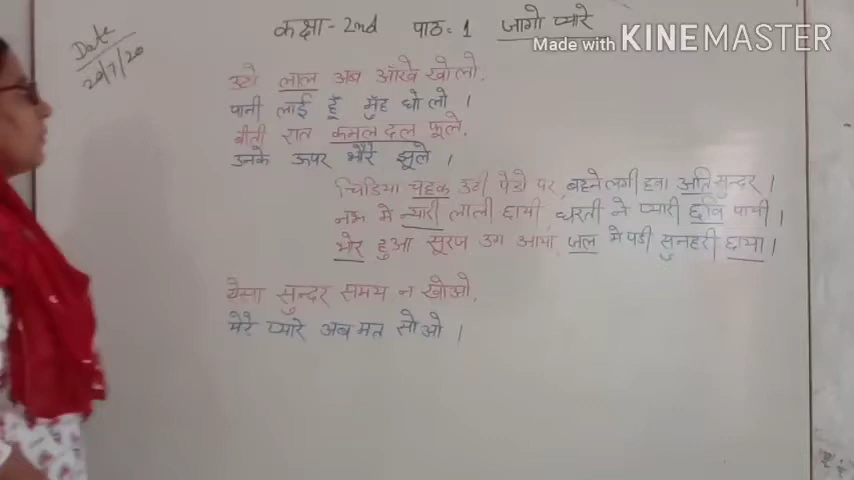 Date
20/7/20
कक्षा - 2nd पाठ = 1 जागो प्यारे
Made with KINEMASTER
उठो लाल अब आँखे खोलो,
पानी लाई हूँ मुँह धोलो ।
बीती रात कमल दल फूले,
उनके ऊपर भौंरे झूले ।
चिडिया चहक उठी पेडो पर, बहने लगी हवा अति सुन्दर ।
नभ मे न्यारी लाली छायी, धरती ने प्यारी छवि पायी ।
भोर हुआ सूरज उग आया, जल मे पडी सुनहरी छाया ।
ऐसा सुन्दर समय न खोओ,
मेरे प्यारे अब मत सोओ ।